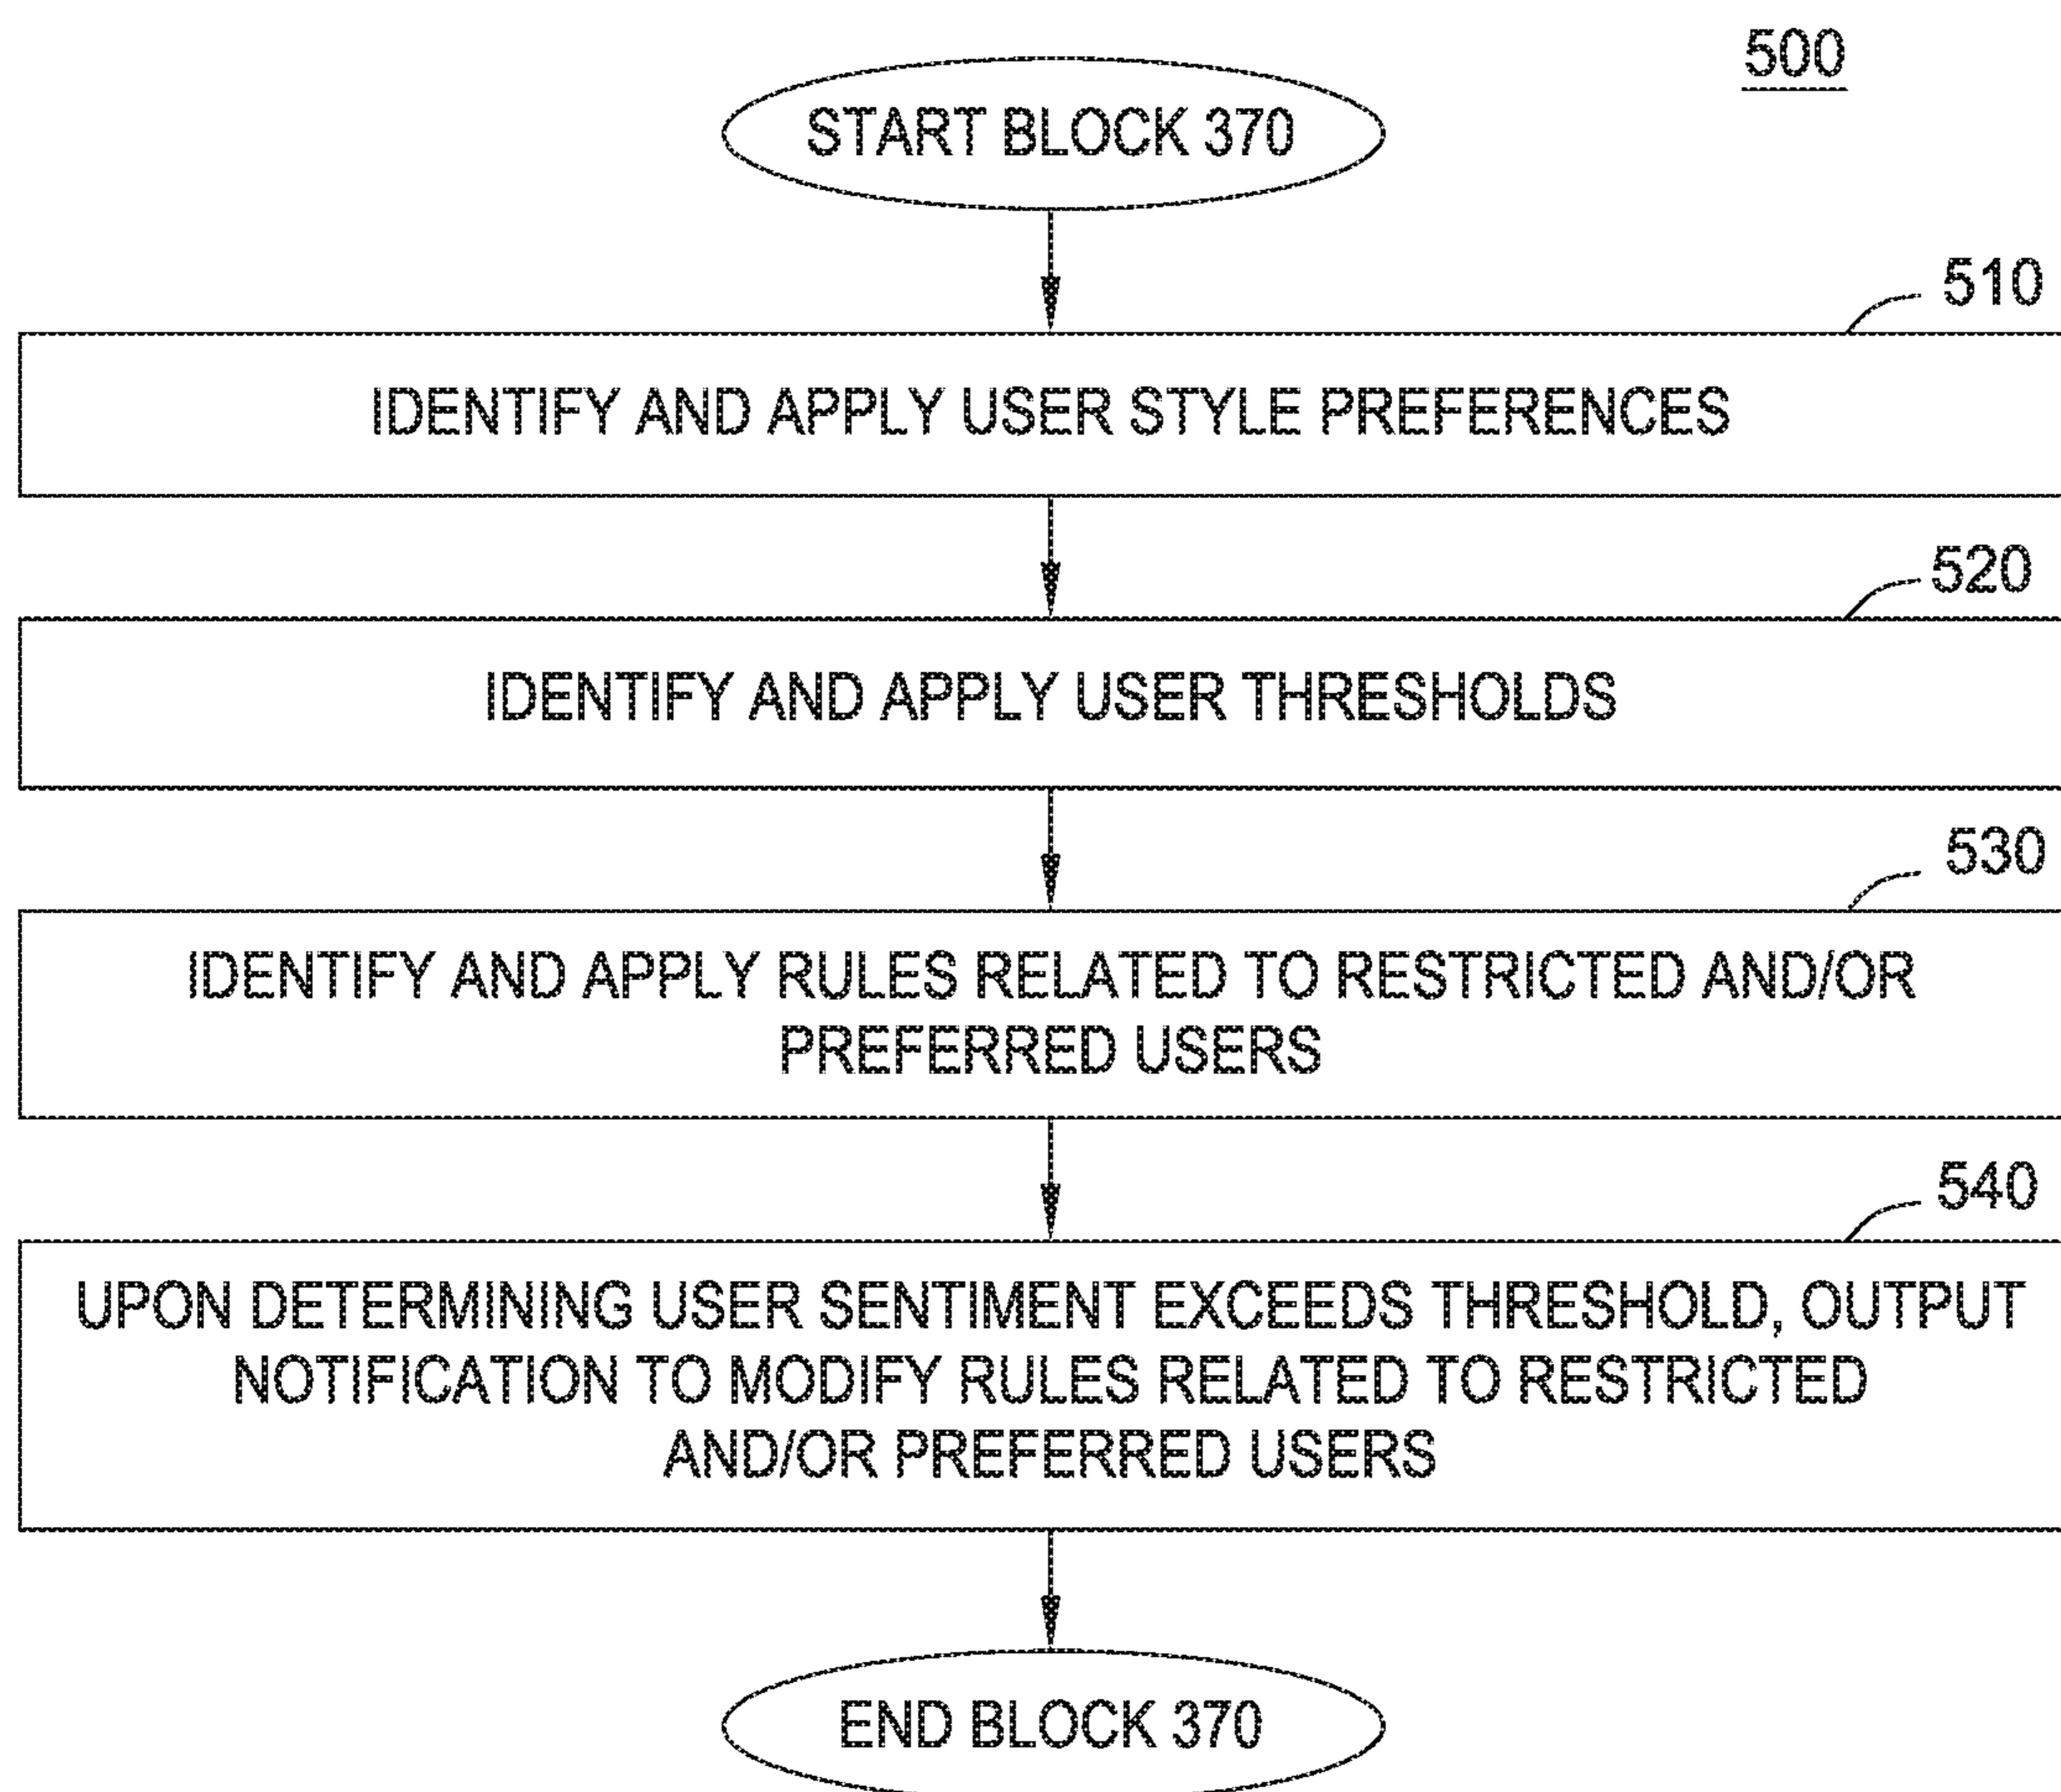 500
START BLOCK 370
510
IDENTIFY AND APPLY USER STYLE PREFERENCES
520
IDENTIFY AND APPLY USER THRESHOLDS
530
IDENTIFY AND APPLY RULES RELATED TO RESTRICTED AND/OR
PREFERRED USERS
540
UPON DETERMINING USER SENTIMENT EXCEEDS THRESHOLD, OUTPUT
NOTIFICATION TO MODIFY RULES RELATED TO RESTRICTED
AND/OR PREFERRED USERS
END BLOCK 370